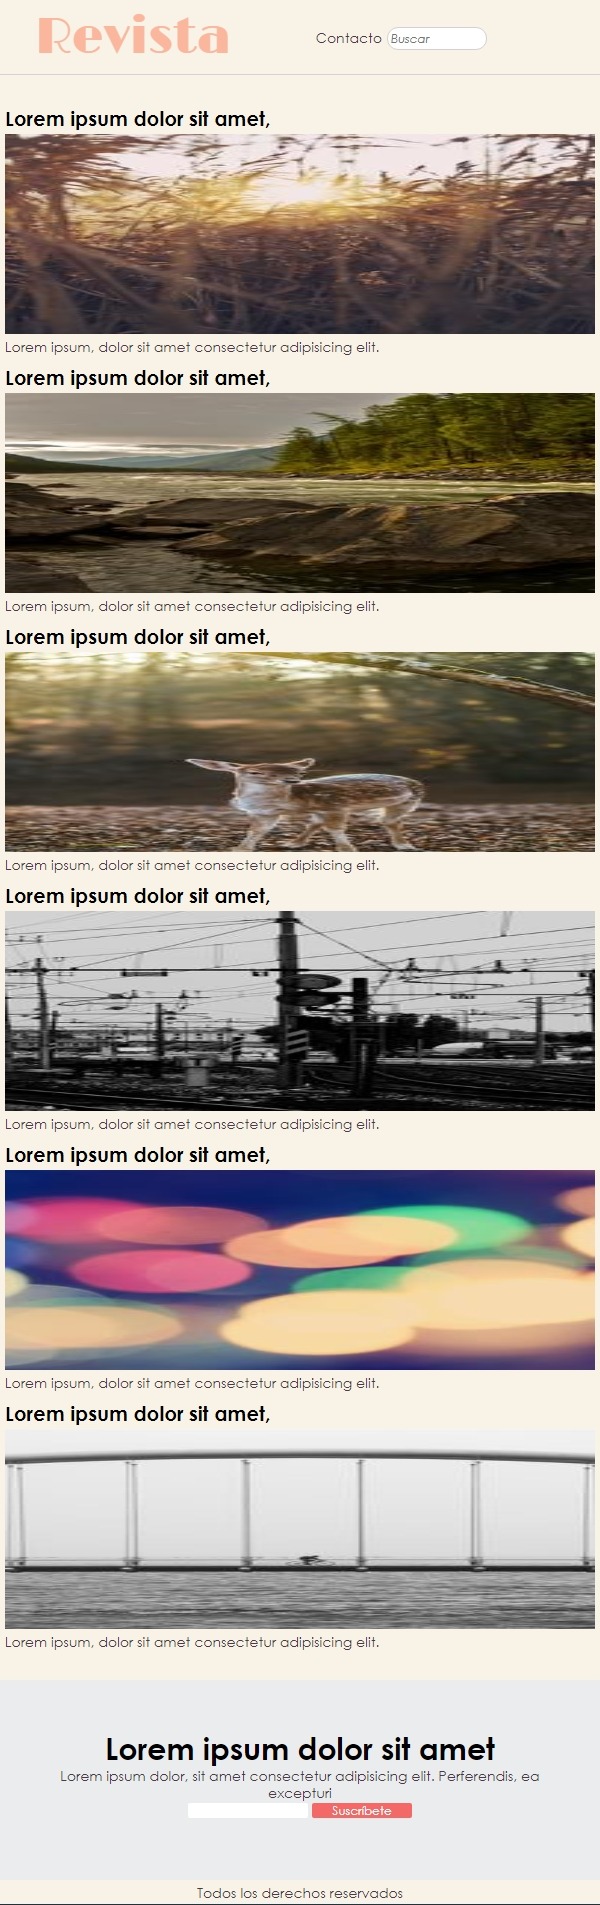 Revista
Contacto
Buscar
Lorem ipsum dolor sit amet,
Lorem ipsum, dolor sit amet consectetur adipisicing elit.
Lorem ipsum dolor sit amet,
Lorem ipsum, dolor sit amet consectetur adipisicing elit.
Lorem ipsum dolor sit amet,
Lorem ipsum, dolor sit amet consectetur adipisicing elit.
Lorem ipsum dolor sit amet,
Lorem ipsum, dolor sit amet consectetur adipisicing elit.
Lorem ipsum dolor sit amet,
Lorem ipsum, dolor sit amet consectetur adipisicing elit.
Lorem ipsum dolor sit amet,
Lorem ipsum, dolor sit amet consectetur adipisicing elit.
Lorem ipsum dolor sit amet
Lorem ipsum dolor, sit amet consectetur adipisicing elit. Perferendis, ea
excepturi
Suscríbete
Todos los derechos reservados